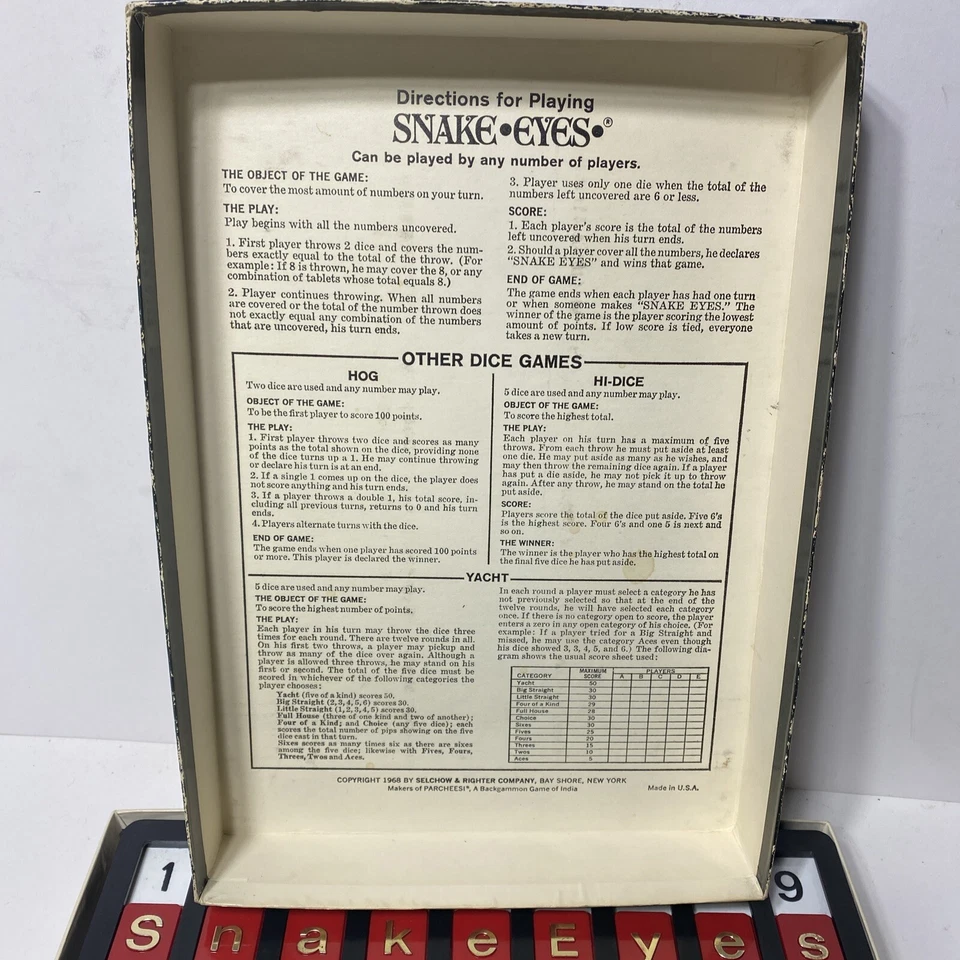 Directions for Playing
SNAKE•EYES•®
Can be played by any number of players.
THE OBJECT OF THE GAME:
To cover the most amount of numbers on your turn.
THE PLAY:
Play begins with all the numbers uncovered.
1. First player throws 2 dice and covers the num-
bers exactly equal to the total of the throw. (For
example: If 8 is thrown, he may cover the 8, or any
combination of tablets whose total equals 8.)
2. Player continues throwing. When all numbers
are covered or the total of the number thrown does
not exactly equal any combination of the numbers
that are uncovered, his turn ends.
3. Player uses only one die when the total of the
numbers left uncovered are 6 or less.
SCORE:
1. Each player's score is the total of the numbers
left uncovered when his turn ends.
2. Should a player cover all the numbers, he declares
"SNAKE EYES" and wins that game.
END OF GAME:
The game ends when each player has had one turn
or when someone makes "SNAKE EYES." The
winner of the game is the player scoring the lowest
amount of points. If low score is tied, everyone
takes a new turn.
OTHER DICE GAMES
HOG
Two dice are used and any number may play.
OBJECT OF THE GAME:
To be the first player to score 100 points.
THE PLAY:
1. First player throws two dice and scores as many
points as the total shown on the dice, providing none
of the dice turns up a 1. He may continue throwing
or declare his turn is at an end.
2. If a single 1 comes up on the dice, the player does
not score anything and his turn ends.
3. If a player throws a double 1, his total score, in-
cluding all previous turns, returns to 0 and his turn
ends.
4. Players alternate turns with the dice.
END OF GAME:
The game ends when one player has scored 100 points
or more. This player is declared the winner.
HI-DICE
5 dice are used and any number may play.
OBJECT OF THE GAME:
To score the highest total.
THE PLAY:
Each player on his turn has a maximum of five
throws. From each throw he must put aside at least
one die. He may put aside as many as he wishes, and
may then throw the remaining dice again. If a player
has put a die aside, he may not pick it up to throw
again. After any throw, he may stand on the total he
put aside.
SCORE:
Players score the total of the dice put aside. Five 6's
is the highest score. Four 6's and one 5 is next and
so on.
THE WINNER:
The winner is the player who has the highest total on
the final five dice he has put aside.
YACHT
5 dice are used and any number may play.
THE OBJECT OF THE GAME:
To score the highest number of points.
THE PLAY:
Each player in his turn may throw the dice three
times for each round. There are twelve rounds in all.
On his first two throws, a player may pickup and
throw as many of the dice over again. Although a
player is allowed three throws, he may stand on his
first or second. The total of the five dice must be
scored in whichever of the following categories the
player chooses:
Yacht (five of a kind) scores 50.
Big Straight (2,3,4,5,6) scores 30.
Little Straight (1,2,3,4,5) scores 30.
Full House (three of one kind and two of another);
Four of a Kind; and Choice (any five dice); each
scores the total number of pips showing on the five
dice cast in that turn.
Sixes scores as many times six as there are sixes
among the five dice; likewise with Fives, Fours,
Threes, Twos and Aces.
In each round a player must select a category he has
not previously selected so that at the end of the
twelve rounds, he will have selected each category
once. If there is no category open to score, the player
enters a zero in any open category of his choice. (For
example: If a player tried for a Big Straight and
missed, he may use the category Aces even though
his dice showed 3, 3, 4, 5, and 6.) The following dia-
gram shows the usual score sheet used:
CATEGORY MAXIMUM SCORE PLAYERS A B C D E
Yacht 50
Big Straight 30
Little Straight 30
Four of a Kind 29
Full House 28
Choice 30
Sixes 30
Fives 25
Fours 20
Threes 15
Twos 10
Aces 5
COPYRIGHT 1968 BY SELCHOW & RIGHTER COMPANY, BAY SHORE, NEW YORK
Makers of PARCHEESI®, A Backgammon Game of India Made in U.S.A.
1 9
Snake Eyes